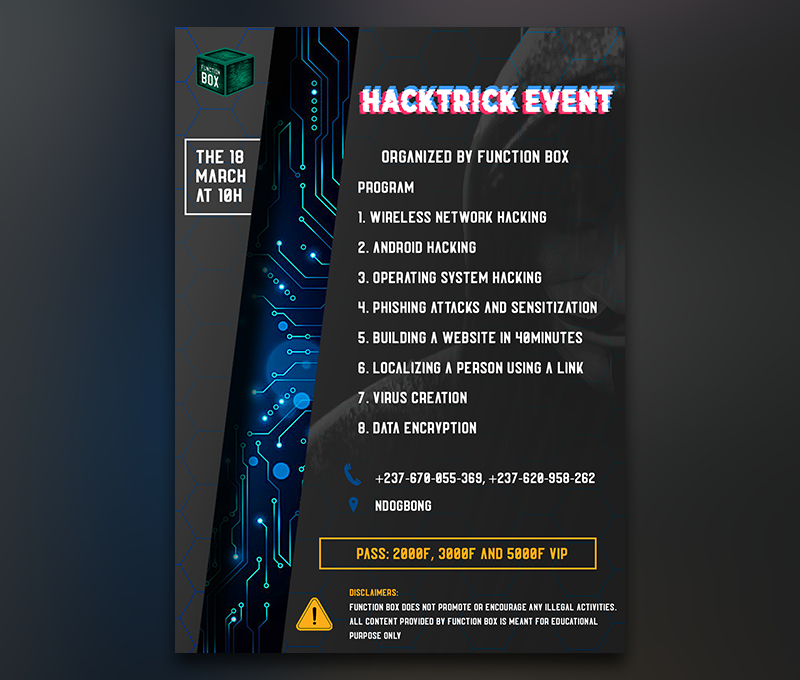 FUNCTION
BOX
HACKTRICK EVENT
THE 18
MARCH
AT 10H
ORGANIZED BY FUNCTION BOX
PROGRAM
1. WIRELESS NETWORK HACKING
2. ANDROID HACKING
3. OPERATING SYSTEM HACKING
4. PHISHING ATTACKS AND SENSITIZATION
5. BUILDING A WEBSITE IN 40MINUTES
6. LOCALIZING A PERSON USING A LINK
7. VIRUS CREATION
8. DATA ENCRYPTION
+237-670-055-369, +237-620-958-262
NDOGBONG
PASS: 2000F, 3000F AND 5000F VIP
DISCLAIMERS:
FUNCTION BOX DOES NOT PROMOTE OR ENCOURAGE ANY ILLEGAL ACTIVITIES.
ALL CONTENT PROVIDED BY FUNCTION BOX IS MEANT FOR EDUCATIONAL
PURPOSE ONLY